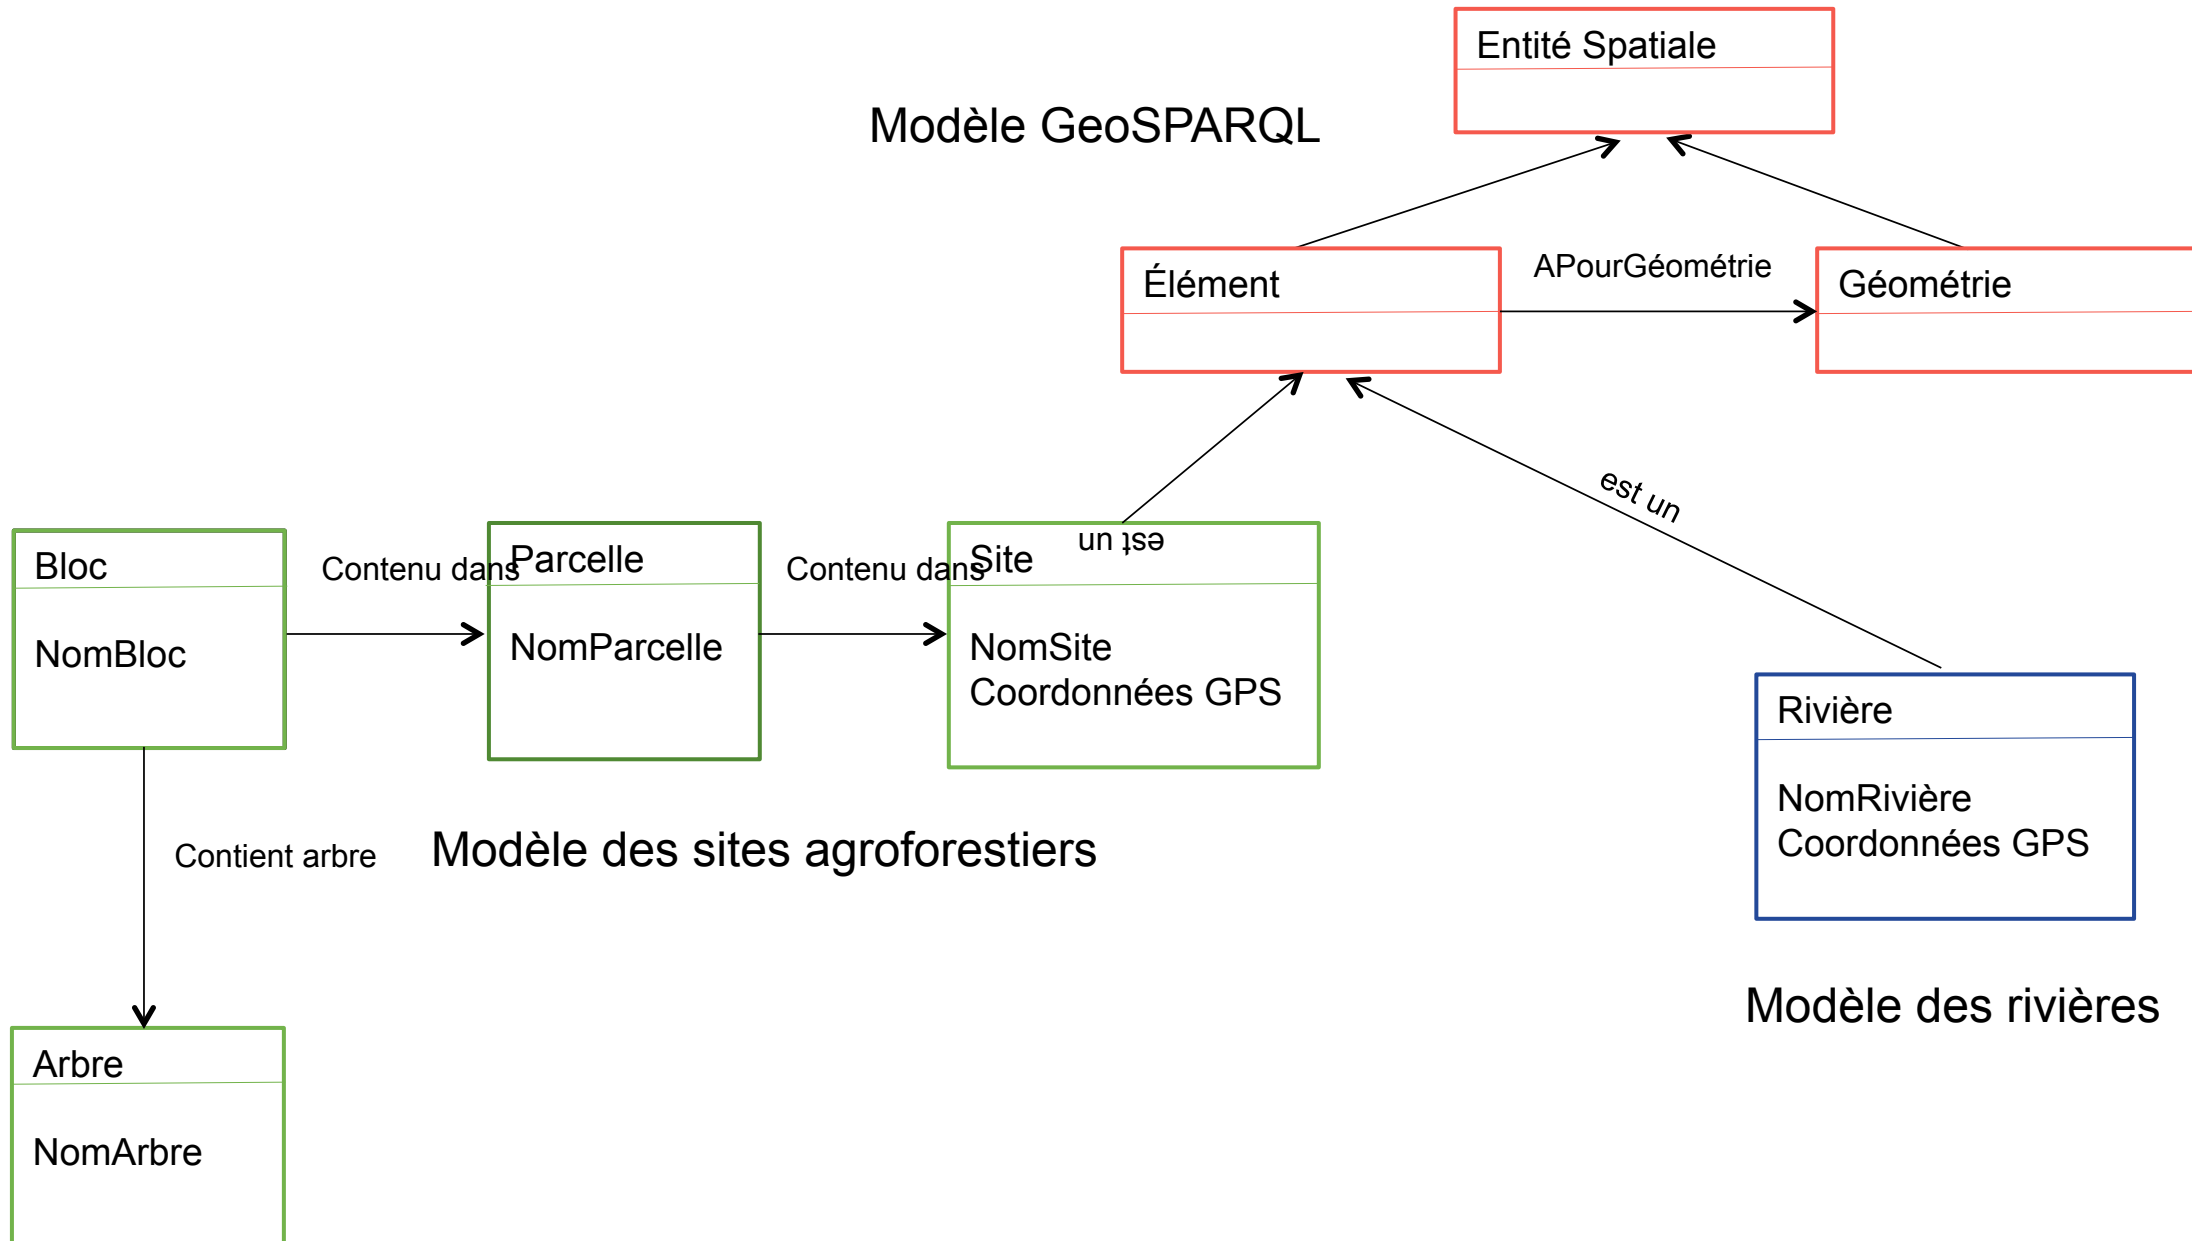 Entité Spatiale
Modèle GeoSPARQL
Élément
APourGéométrie
Géométrie
est un
est un
Bloc
NomBloc
Contenu dans
Parcelle
NomParcelle
Contenu dans
Site
NomSite
Coordonnées GPS
Rivière
NomRivière
Coordonnées GPS
Contient arbre
Modèle des sites agroforestiers
Modèle des rivières
Arbre
NomArbre